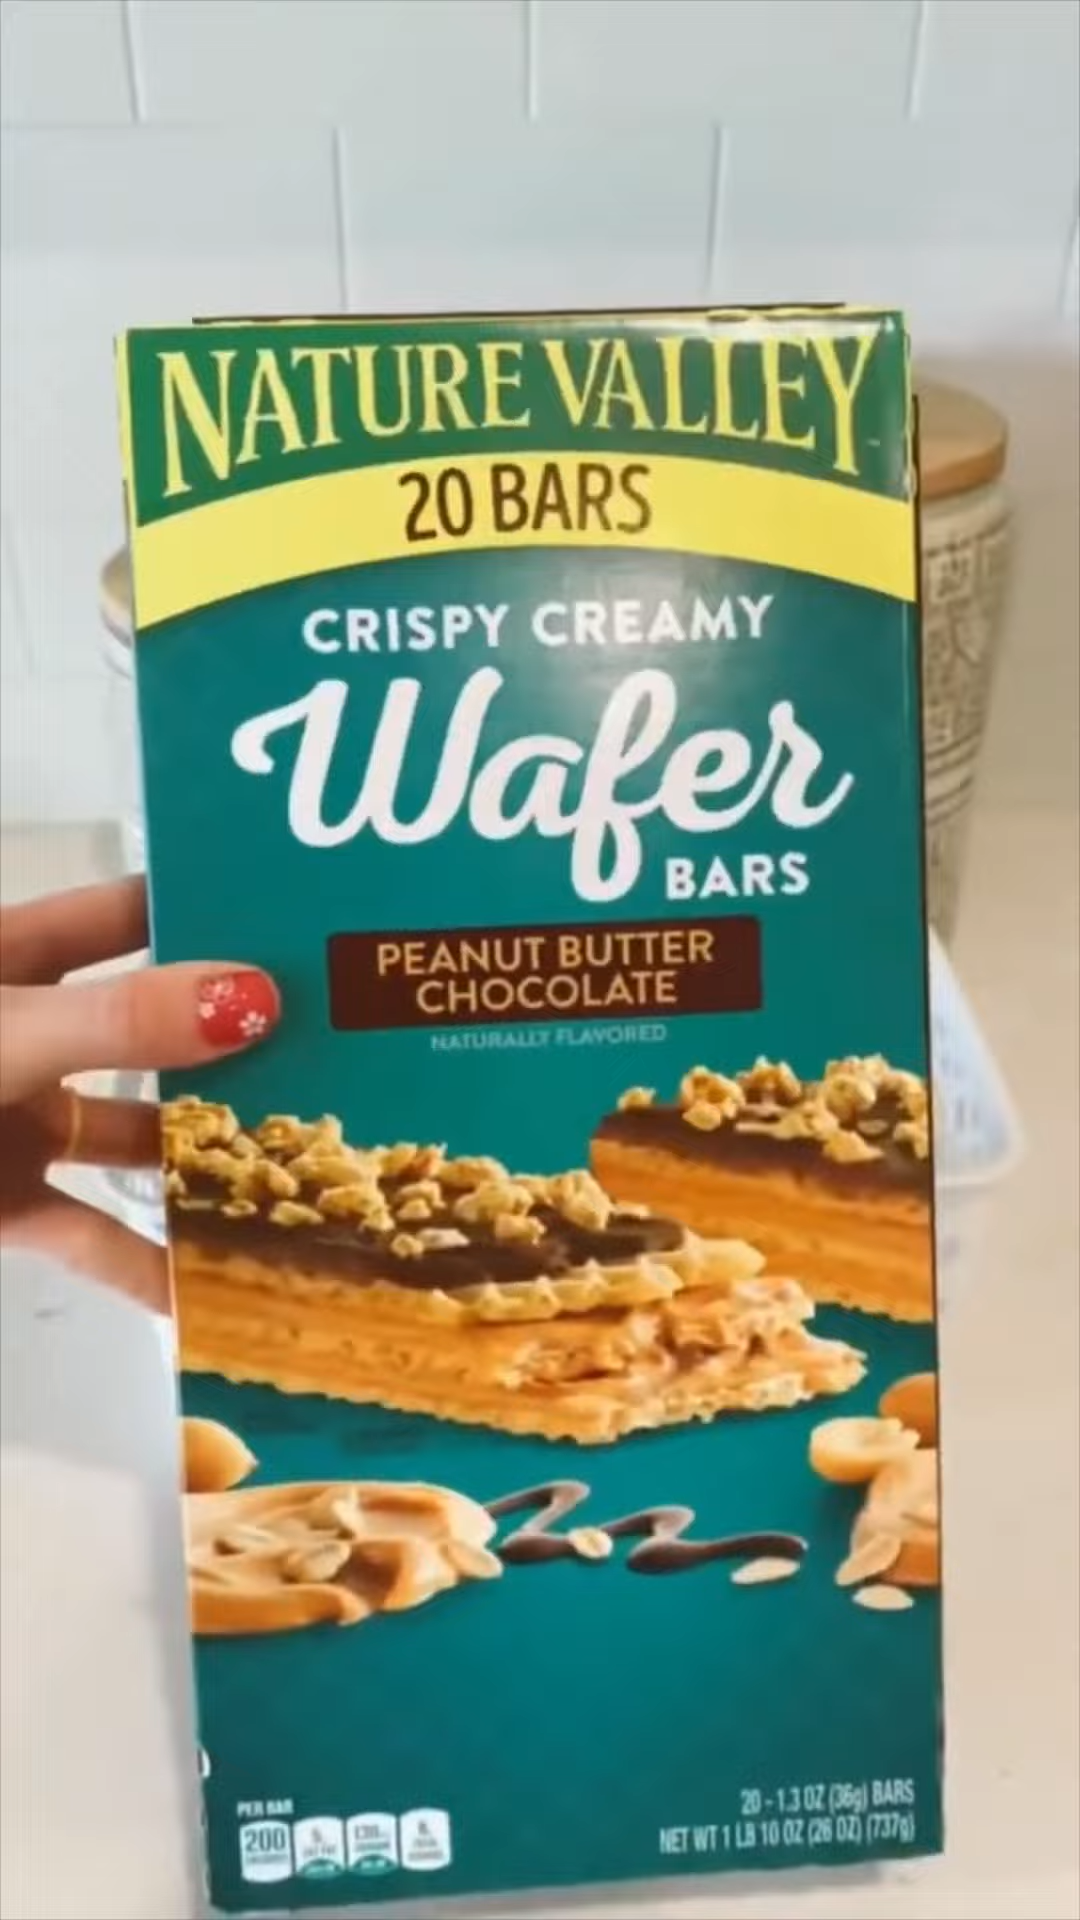 NATURE VALLEY
20 BARS
CRISPY CREAMY
Wafer
BARS
PEANUT BUTTER
CHOCOLATE
NATURALLY FLAVORED
PER BAR
200
20 - 1.3 OZ (36g) BARS
NET WT 1 LB 10 OZ (26 OZ) (737g)